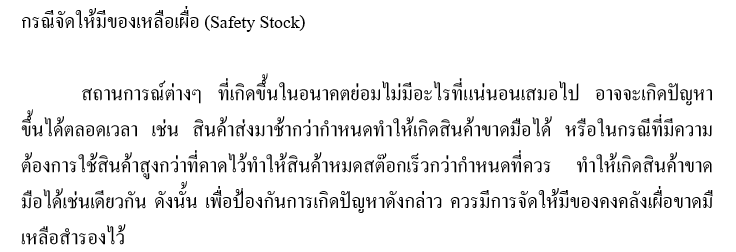 กรณีจัดให้มีของเหลือเผื่อ (Safety Stock)
สถานการณ์ต่างๆ ที่เกิดขึ้นในอนาคตย่อมไม่มีอะไรที่แน่นอนเสมอไป อาจจะเกิดปัญหา
ขึ้นได้ตลอดเวลา เช่น สินค้าส่งมาช้ากว่ากำหนดทำให้เกิดสินค้าขาดมือได้ หรือในกรณีที่มีความ
ต้องการใช้สินค้าสูงกว่าที่คาดไว้ทำให้สินค้าหมดสต๊อกเร็วกว่ากำหนดที่ควร ทำให้เกิดสินค้าขาด
มือได้เช่นเดียวกัน ดังนั้น เพื่อป้องกันการเกิดปัญหาดังกล่าว ควรมีการจัดให้มีของคงคลังเผื่อขาดมื
เหลือสำรองไว้